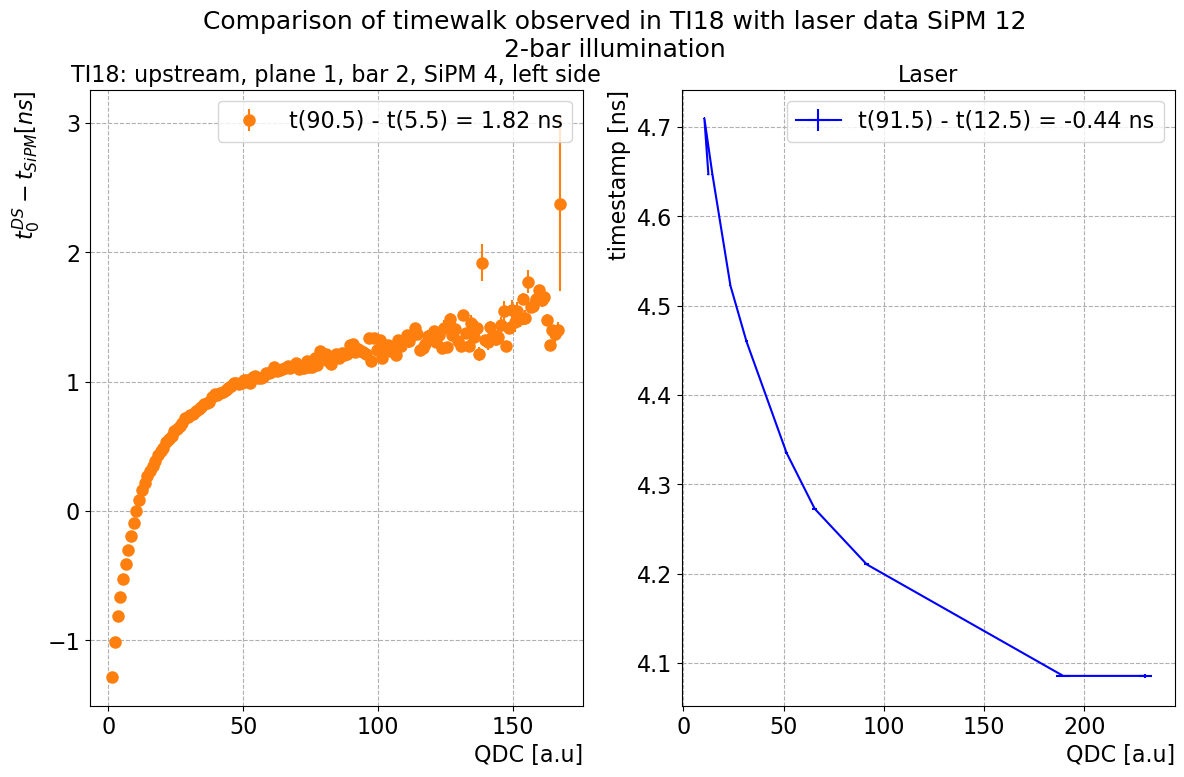 Comparison of timewalk observed in TI18 with laser data SiPM 12
2-bar illumination
TI18: upstream, plane 1, bar 2, SiPM 4, left side
t(90.5) - t(5.5) = 1.82 ns
t_0^{DS} − t_{SiPM}[ns]
3
2
1
0
−1
0 50 100 150
QDC [a.u]
Laser
t(91.5) - t(12.5) = -0.44 ns
timestamp [ns]
4.7
4.6
4.5
4.4
4.3
4.2
4.1
0 50 100 150 200
QDC [a.u]